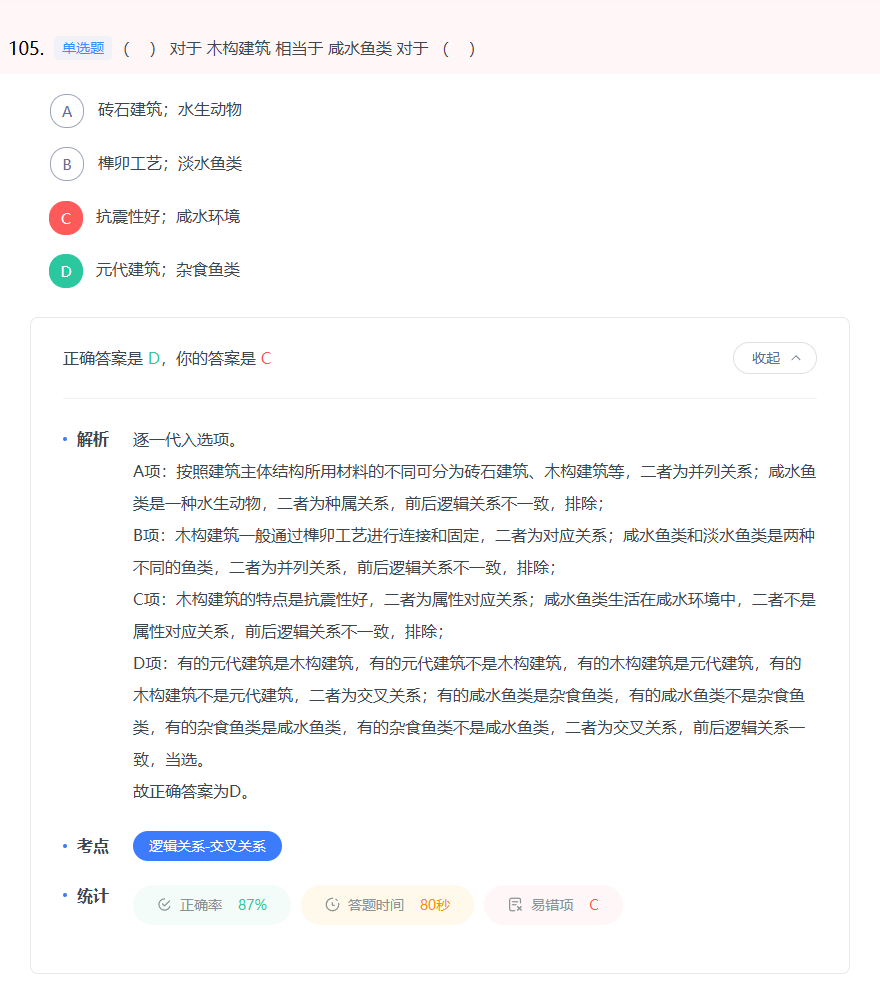 105. 单选题 （ ） 对于 木构建筑 相当于 咸水鱼类 对于 （ ）
A 砖石建筑；水生动物
B 榫卯工艺；淡水鱼类
C 抗震性好；咸水环境
D 元代建筑；杂食鱼类
正确答案是 D，你的答案是 C 收起
• 解析 逐一代入选项。
A项：按照建筑主体结构所用材料的不同可分为砖石建筑、木构建筑等，二者为并列关系；咸水鱼
类是一种水生动物，二者为种属关系，前后逻辑关系不一致，排除；
B项：木构建筑一般通过榫卯工艺进行连接和固定，二者为对应关系；咸水鱼类和淡水鱼类是两种
不同的鱼类，二者为并列关系，前后逻辑关系不一致，排除；
C项：木构建筑的特点是抗震性好，二者为属性对应关系；咸水鱼类生活在咸水环境中，二者不是
属性对应关系，前后逻辑关系不一致，排除；
D项：有的元代建筑是木构建筑，有的元代建筑不是木构建筑，有的木构建筑是元代建筑，有的
木构建筑不是元代建筑，二者为交叉关系；有的咸水鱼类是杂食鱼类，有的咸水鱼类不是杂食鱼
类，有的杂食鱼类是咸水鱼类，有的杂食鱼类不是咸水鱼类，二者为交叉关系，前后逻辑关系一
致，当选。
故正确答案为D。
• 考点 逻辑关系-交叉关系
• 统计 正确率 87% 答题时间 80秒 易错项 C